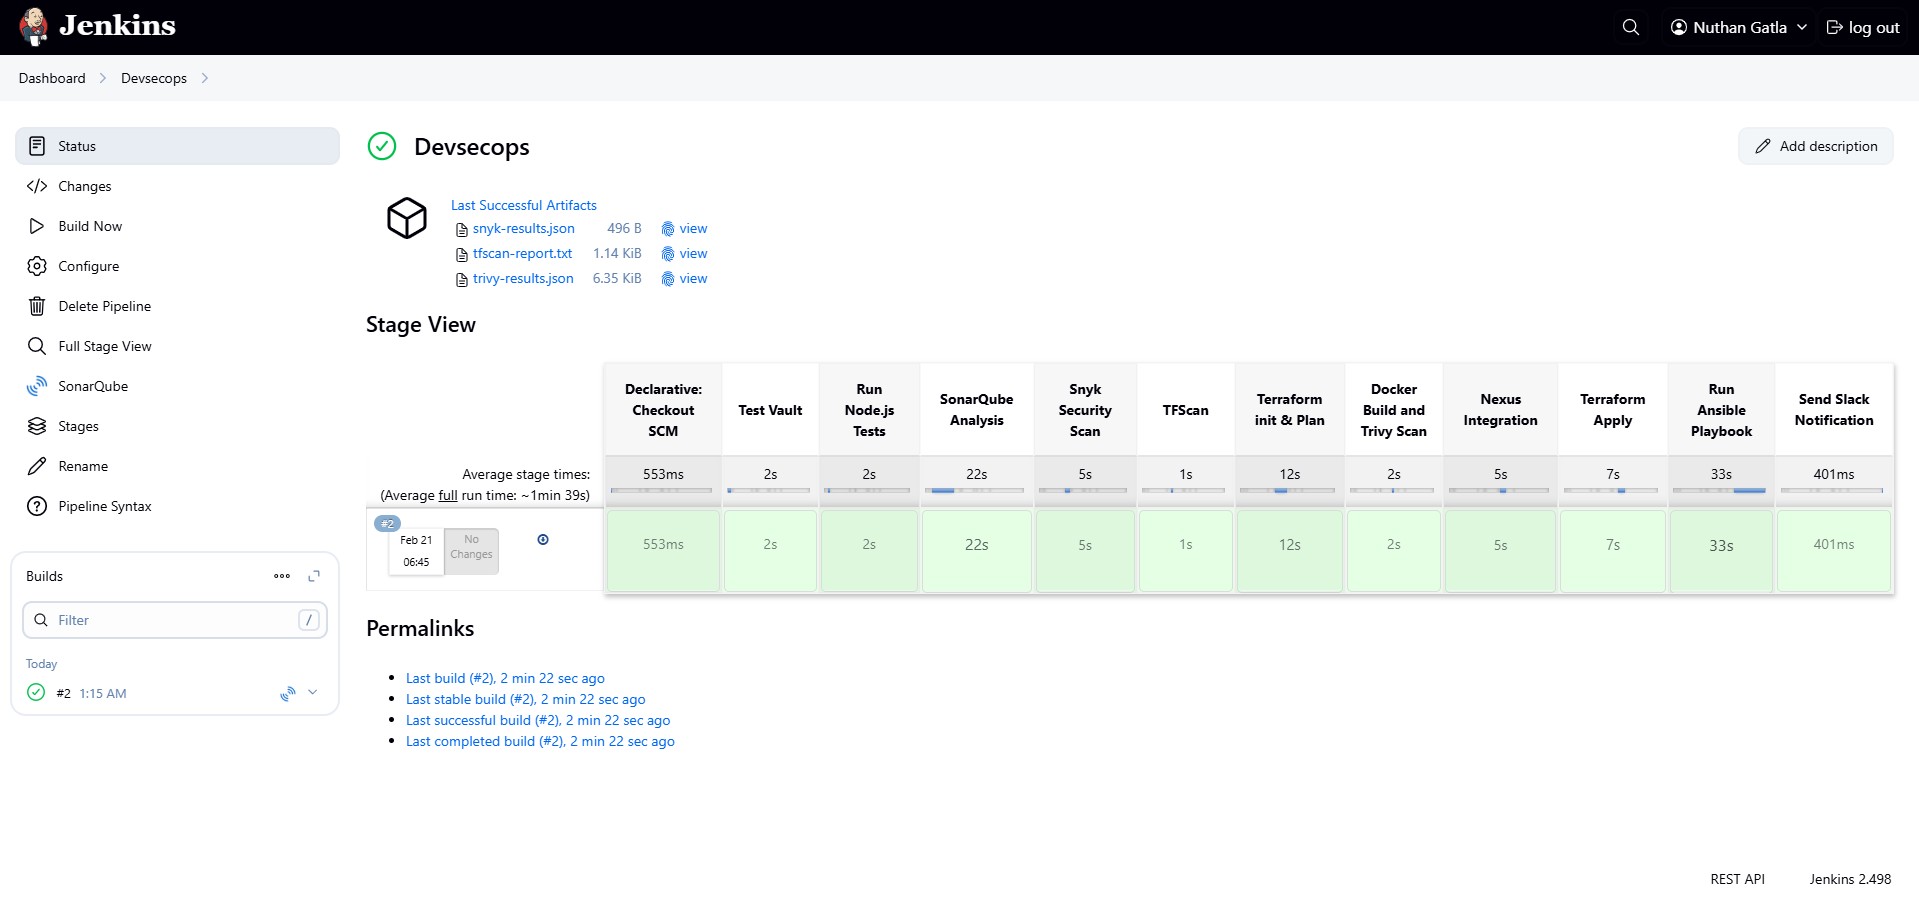 Jenkins
Nuthan Gatla
log out
Dashboard
Devsecops
Status
Changes
Build Now
Configure
Delete Pipeline
Full Stage View
SonarQube
Stages
Rename
Pipeline Syntax
Builds
Filter
/
Today
#2 1:15 AM
Devsecops
Add description
Last Successful Artifacts
snyk-results.json 496 B view
tfscan-report.txt 1.14 KiB view
trivy-results.json 6.35 KiB view
Stage View
Declarative: Checkout SCM
Test Vault
Run Node.js Tests
SonarQube Analysis
Snyk Security Scan
TFScan
Terraform init & Plan
Docker Build and Trivy Scan
Nexus Integration
Terraform Apply
Run Ansible Playbook
Send Slack Notification
Average stage times:
(Average full run time: ~1min 39s)
553ms 2s 2s 22s 5s 1s 12s 2s 5s 7s 33s 401ms
#2
Feb 21
06:45
No Changes
553ms 2s 2s 22s 5s 1s 12s 2s 5s 7s 33s 401ms
Permalinks
Last build (#2), 2 min 22 sec ago
Last stable build (#2), 2 min 22 sec ago
Last successful build (#2), 2 min 22 sec ago
Last completed build (#2), 2 min 22 sec ago
REST API
Jenkins 2.498